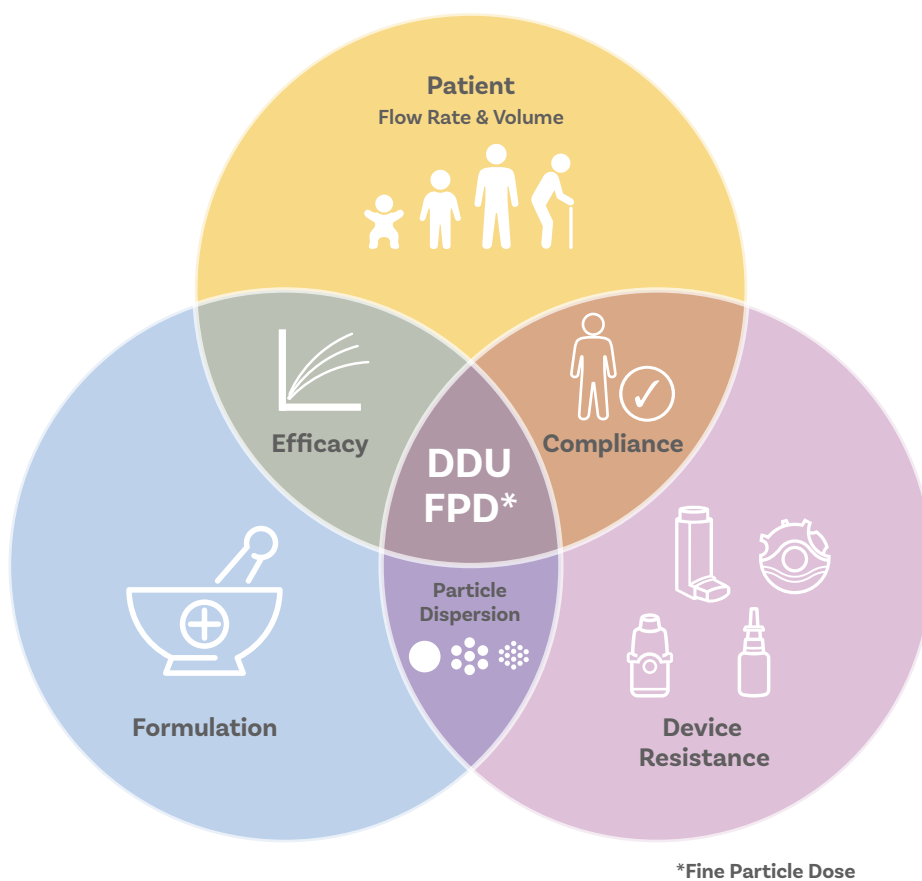 Patient
Flow Rate & Volume
Efficacy
Compliance
DDU
FPD*
Particle
Dispersion
Formulation
Device
Resistance
*Fine Particle Dose